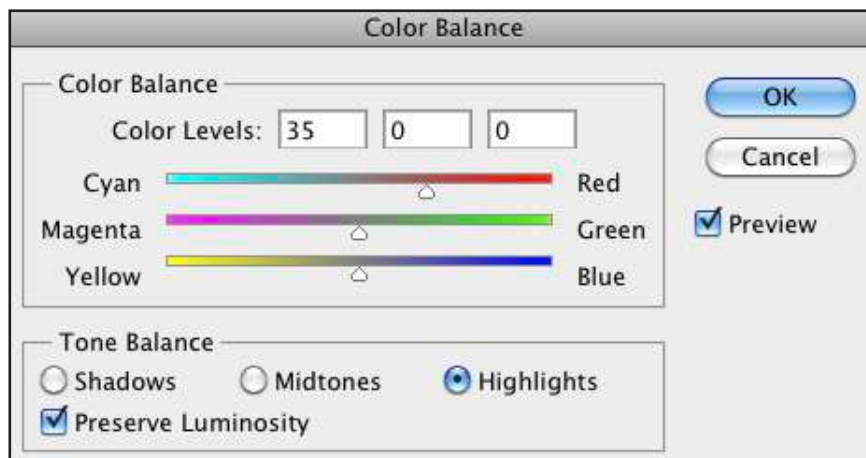 Color Balance
Color Balance
Color Levels: 35 0 0
Cyan Red
Magenta Green
Yellow Blue
Tone Balance
Shadows Midtones Highlights
Preserve Luminosity
OK
Cancel
Preview